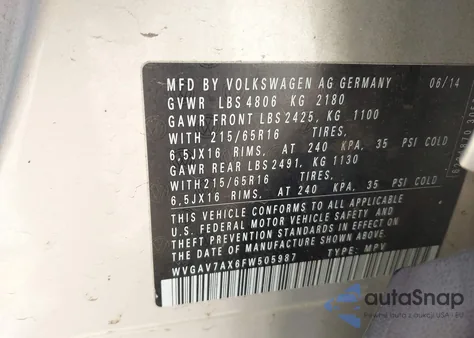 MFD BY VOLKSWAGEN AG GERMANY 06/14
GVWR LBS 4806 KG 2180
GAWR FRONT LBS 2425, KG 1100
WITH 215/65R16 TIRES,
6,5JX16 RIMS, AT 240 KPA, 35 PSI COLD
GAWR REAR LBS 2491, KG 1130
WITH 215/65R16 TIRES,
6,5JX16 RIMS, AT 240 KPA, 35 PSI COLD
THIS VEHICLE CONFORMS TO ALL APPLICABLE
U.S. FEDERAL MOTOR VEHICLE SAFETY AND
THEFT PREVENTION STANDARDS IN EFFECT ON
THE DATE OF MANUFACTURE SHOWN ABOVE.
WVGAV7AX6FW505987 TYPE: MPV
autoSnap